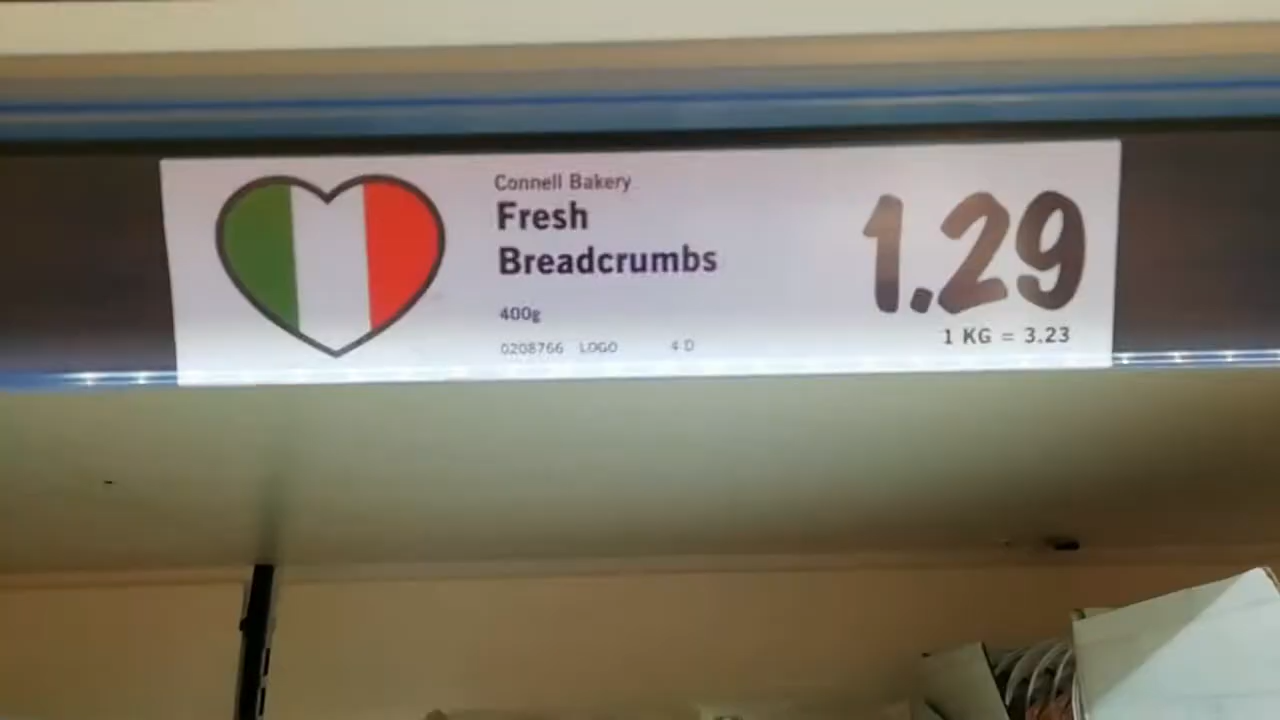 Connell Bakery
Fresh
Breadcrumbs
400g
0208766 LOGO 4 D
1.29
1 KG = 3.23